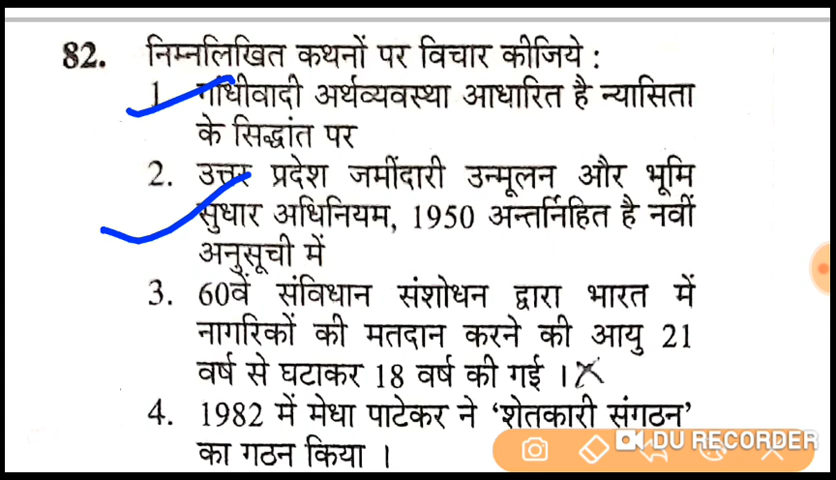 82. निम्नलिखित कथनों पर विचार कीजिये :
1 गांधीवादी अर्थव्यवस्था आधारित है न्यासिता
के सिद्धांत पर
2. उत्तर प्रदेश जमींदारी उन्मूलन और भूमि
सुधार अधिनियम, 1950 अन्तर्निहित है नवीं
अनुसूची में
3. 60वें संविधान संशोधन द्वारा भारत में
नागरिकों की मतदान करने की आयु 21
वर्ष से घटाकर 18 वर्ष की गई ।
4. 1982 में मेधा पाटेकर ने ‘शेतकारी संगठन’
का गठन किया ।
DU RECORDER